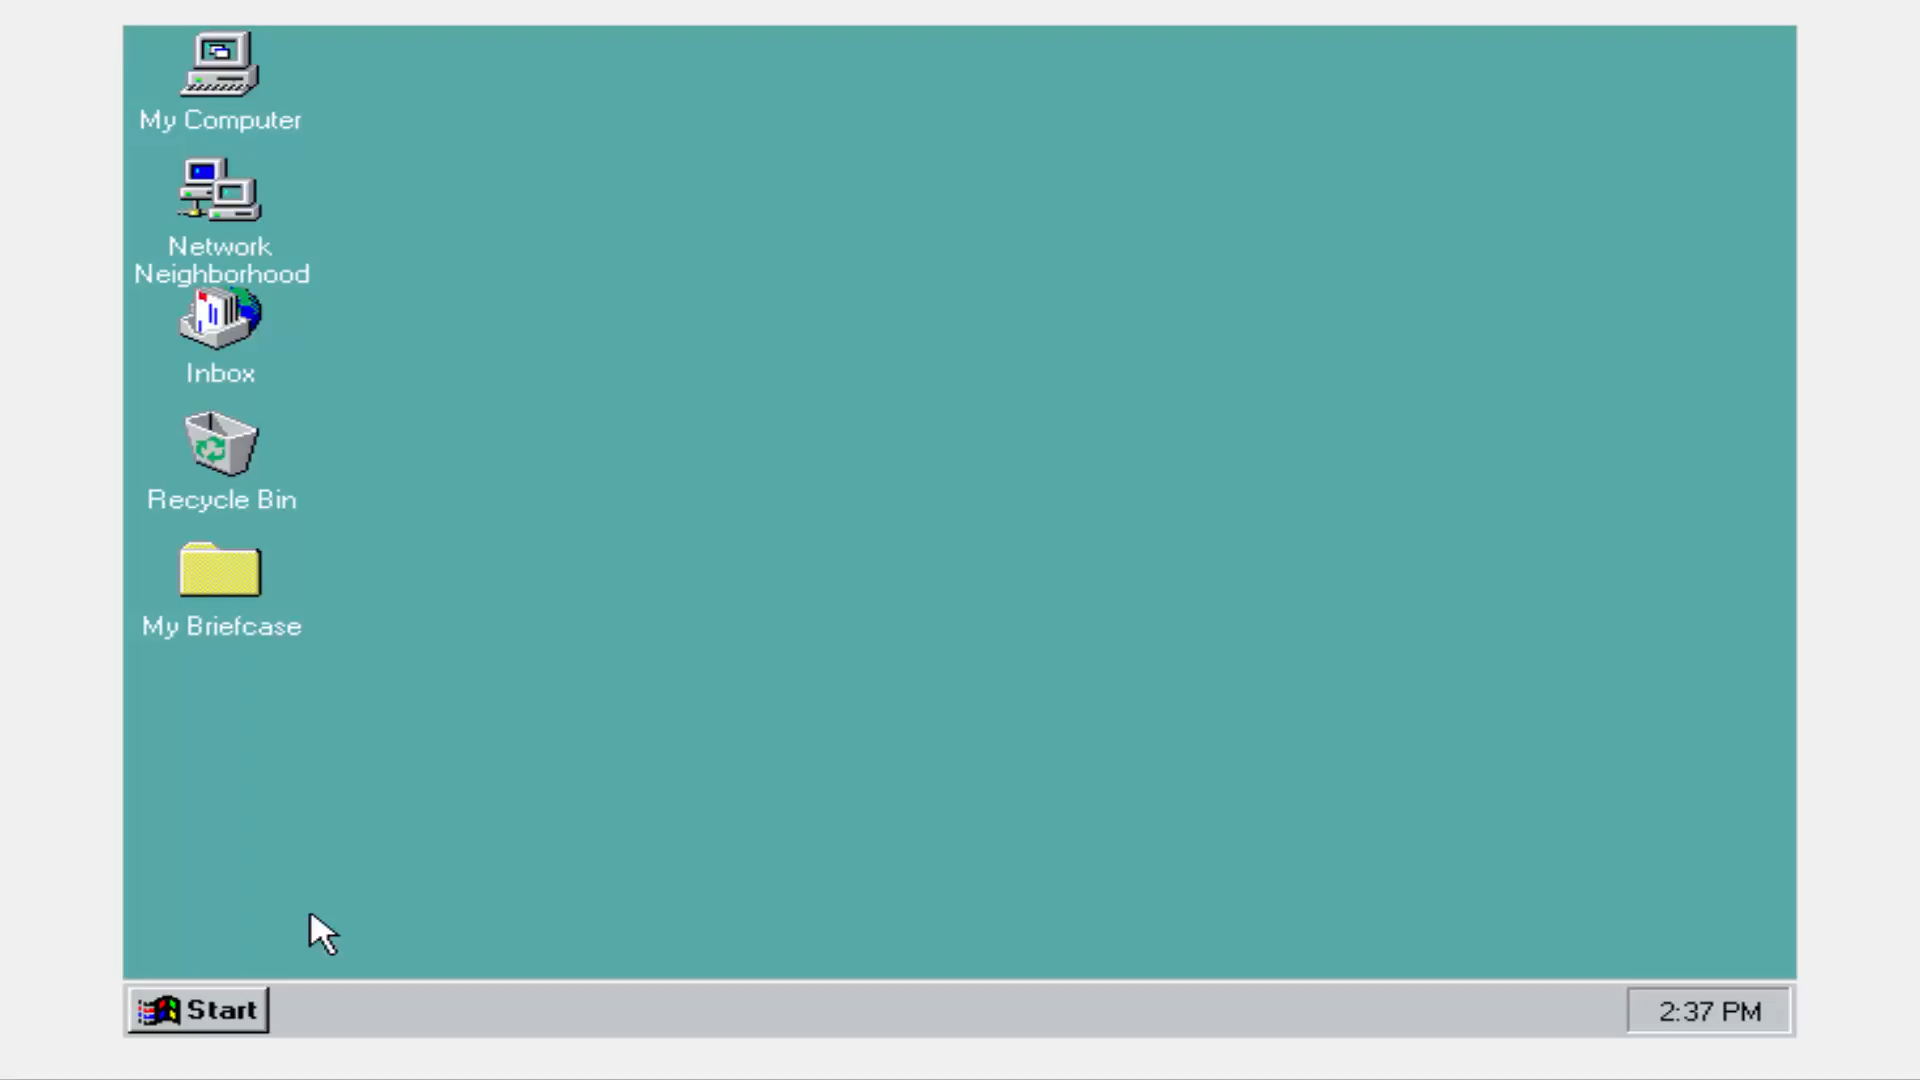 My Computer
Network
Neighborhood
Inbox
Recycle Bin
My Briefcase
Start
2:37 PM